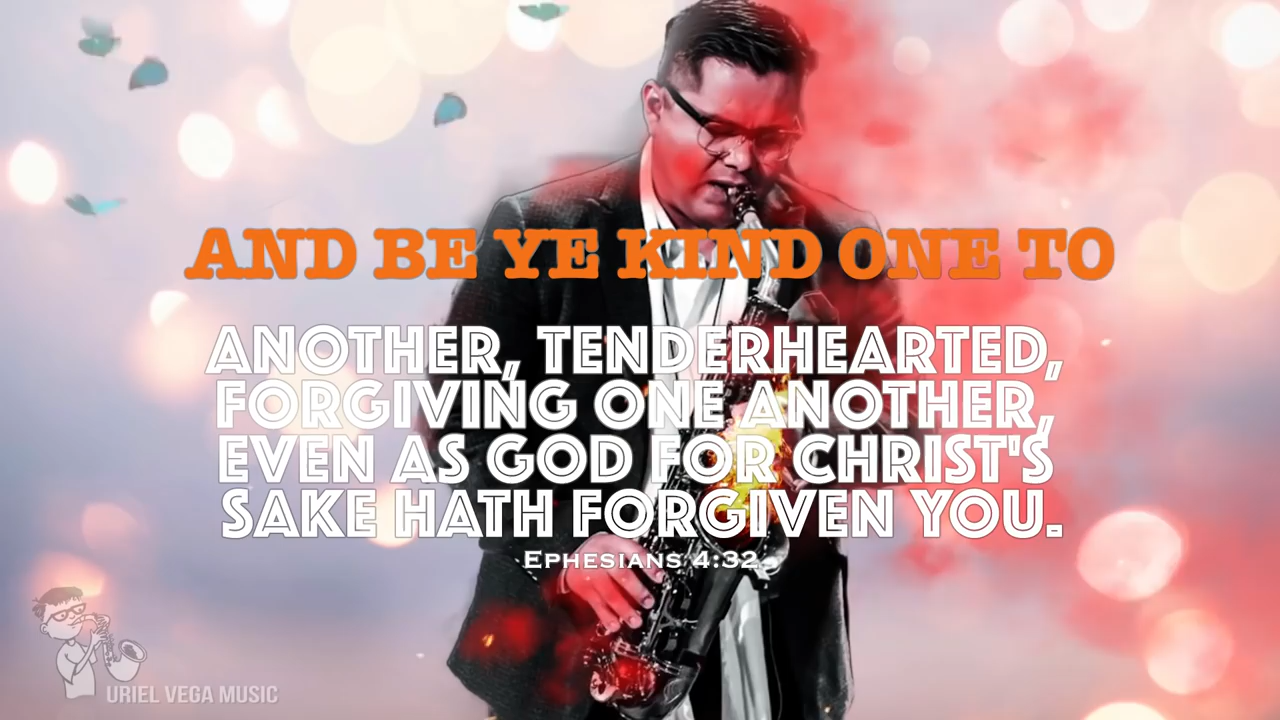 AND BE YE KIND ONE TO
ANOTHER, TENDERHEARTED,
FORGIVING ONE ANOTHER,
EVEN AS GOD FOR CHRIST'S
SAKE HATH FORGIVEN YOU.
EPHESIANS 4:32
URIEL VEGA MUSIC